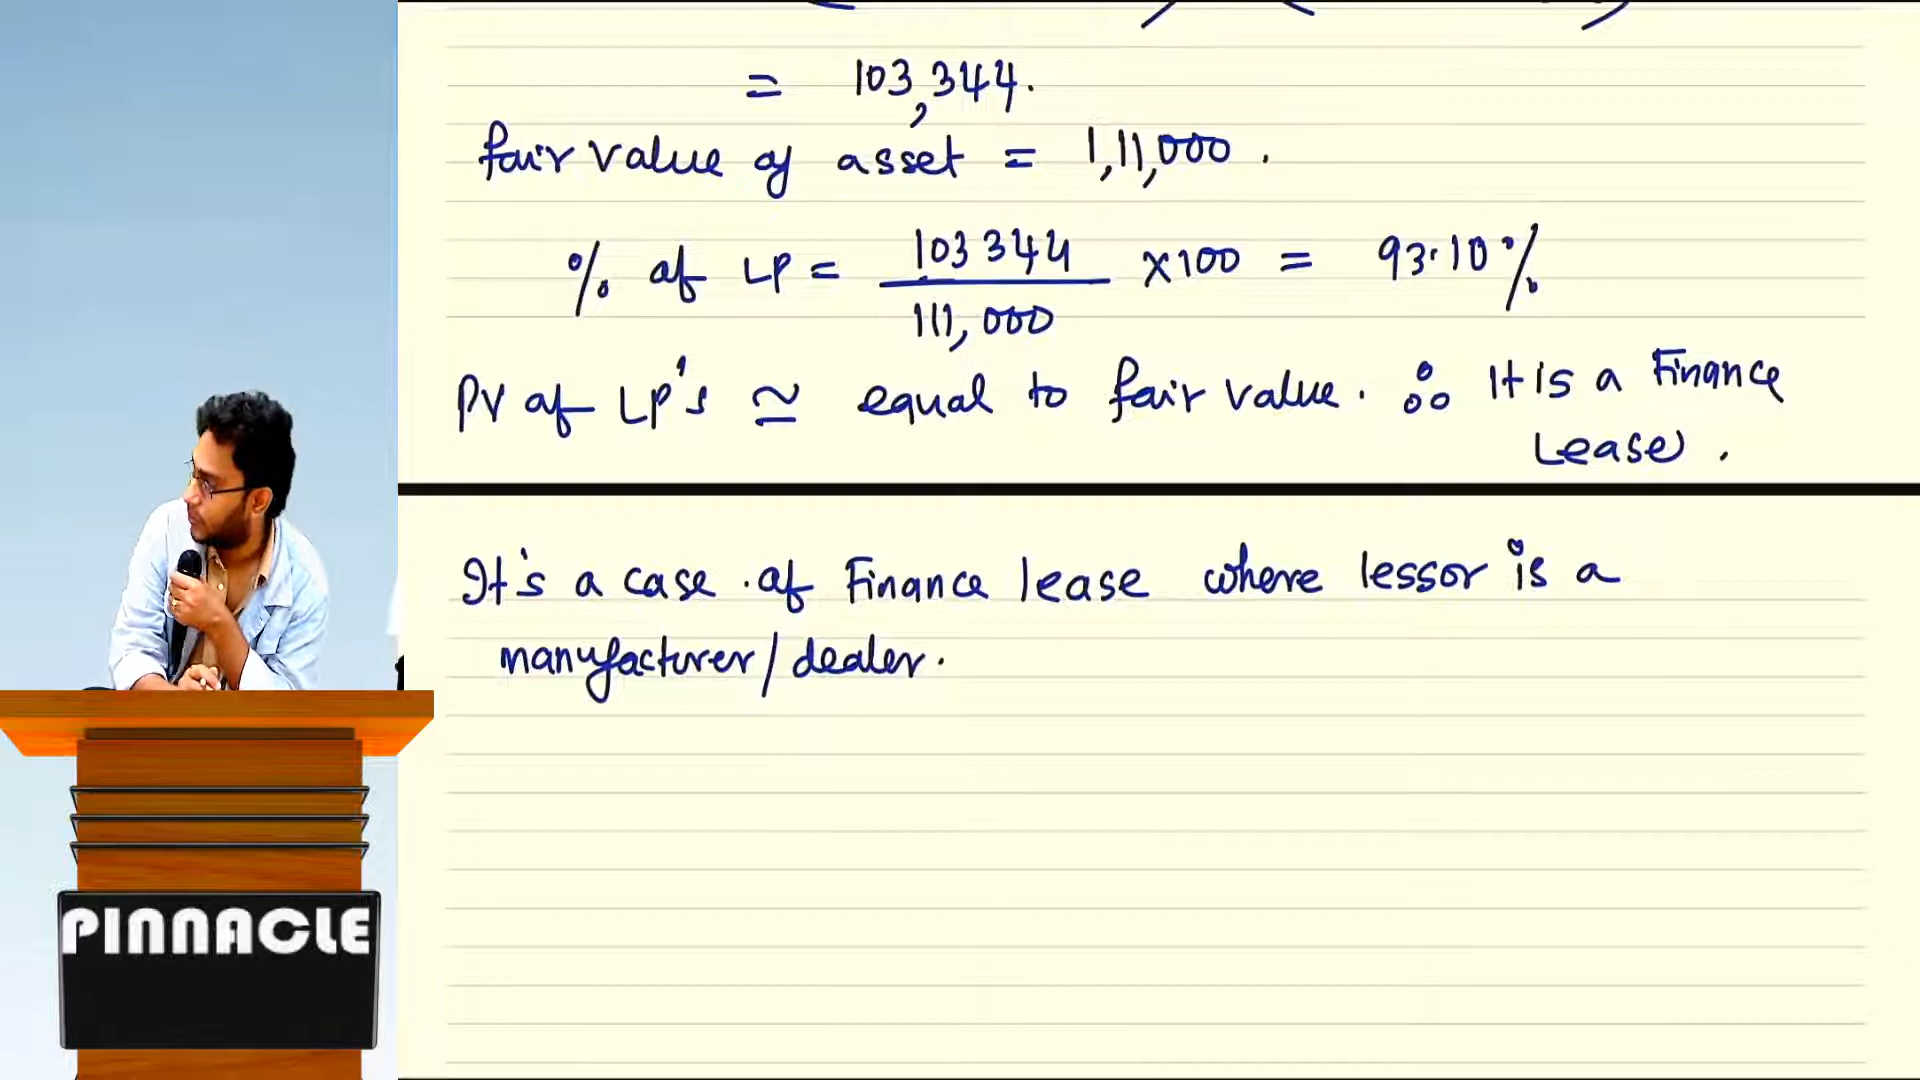 = 103,344.
fair value of asset = 1,11,000.
% of LP = 103344 / 111,000 ×100 = 93.10%
PV of LP's ≅ equal to fair value. ∴ It is a Finance
Lease.
It's a case of Finance lease where lessor is a
manufacturer/dealer.
PINNACLE